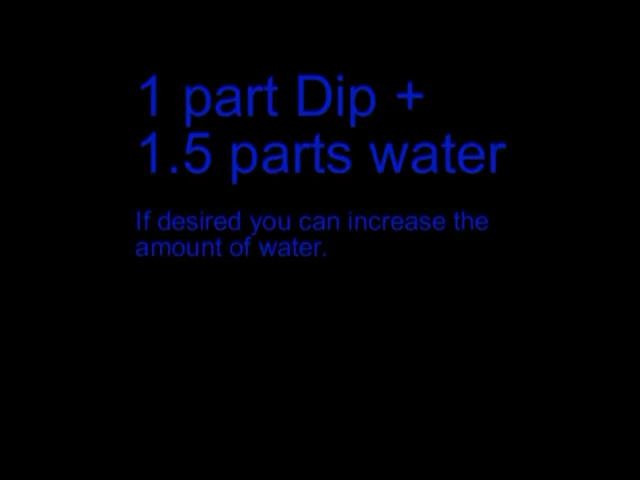 1 part Dip +
1.5 parts water
If desired you can increase the
amount of water.